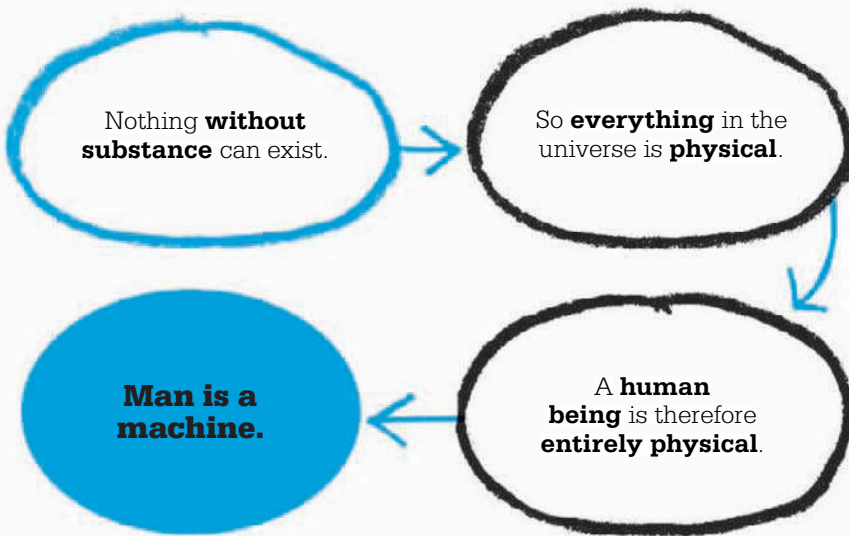 Nothing without
substance can exist.
So everything in the
universe is physical.
A human
being is therefore
entirely physical.
Man is a
machine.